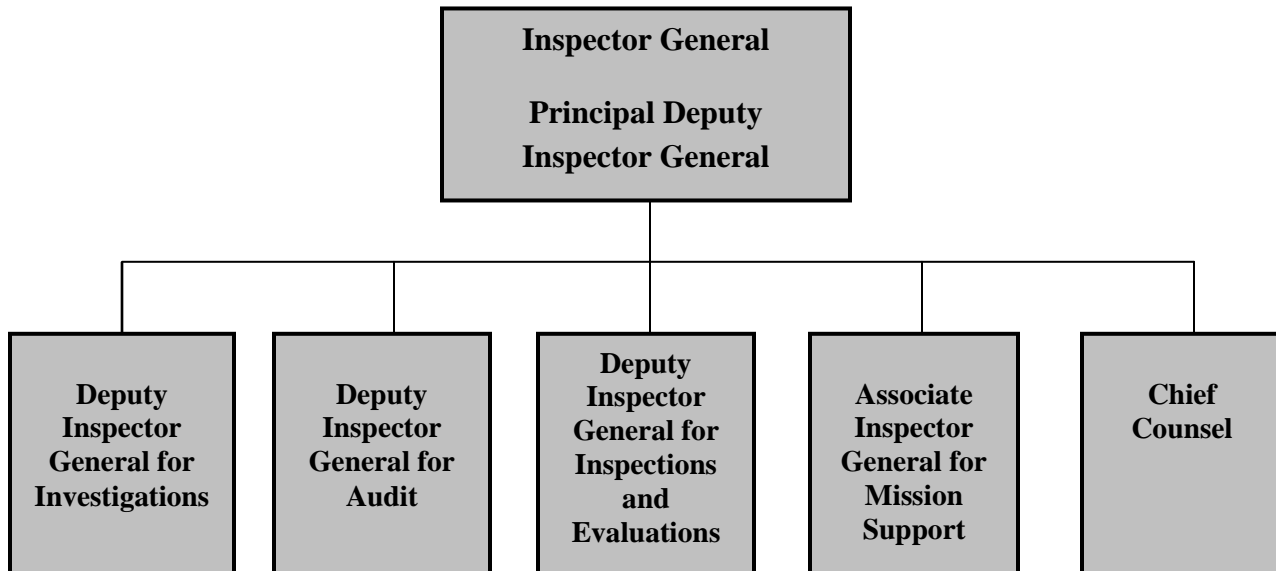 Inspector General
Principal Deputy
Inspector General
Deputy
Inspector
General for
Investigations
Deputy
Inspector
General for
Audit
Deputy
Inspector
General for
Inspections
and
Evaluations
Associate
Inspector
General for
Mission
Support
Chief
Counsel